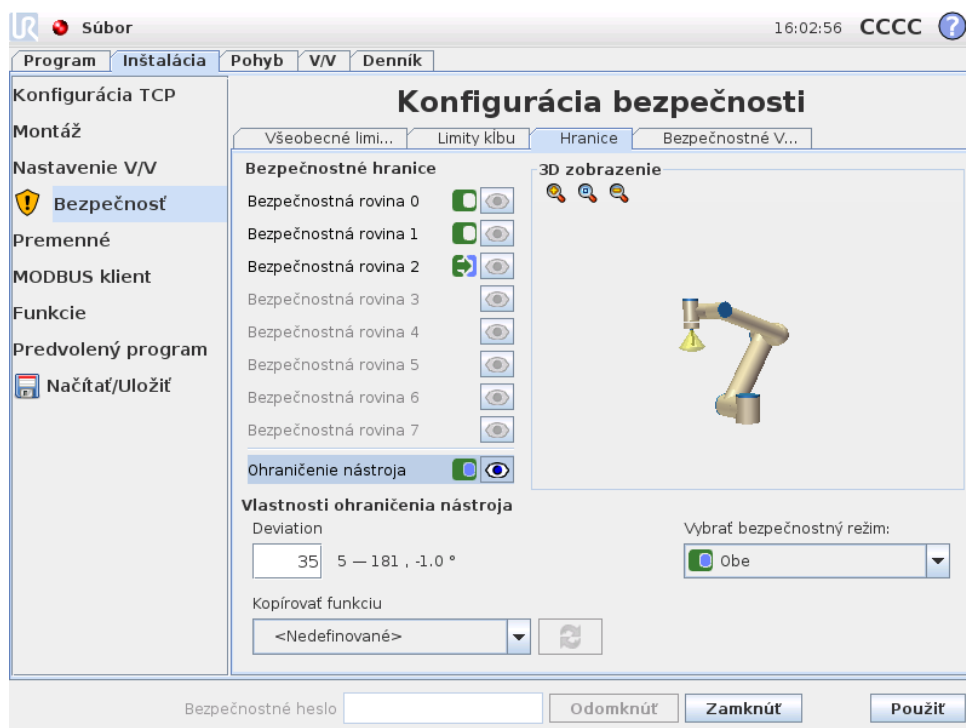 UR Súbor 16:02:56 CCCC ?
Program Inštalácia Pohyb V/V Denník
Konfigurácia TCP
Montáž
Nastavenie V/V
Bezpečnosť
Premenné
MODBUS klient
Funkcie
Predvolený program
Načítať/Uložiť
Konfigurácia bezpečnosti
Všeobecné limi... Limity kĺbu Hranice Bezpečnostné V...
Bezpečnostné hranice
Bezpečnostná rovina 0
Bezpečnostná rovina 1
Bezpečnostná rovina 2
Bezpečnostná rovina 3
Bezpečnostná rovina 4
Bezpečnostná rovina 5
Bezpečnostná rovina 6
Bezpečnostná rovina 7
Ohraničenie nástroja
3D zobrazenie
Vlastnosti ohraničenia nástroja
Deviation
35 5 — 181 , -1.0 °
Vybrať bezpečnostný režim:
Obe
Kopírovať funkciu
<Nedefinované>
Bezpečnostné heslo Odomknúť Zamknúť Použiť